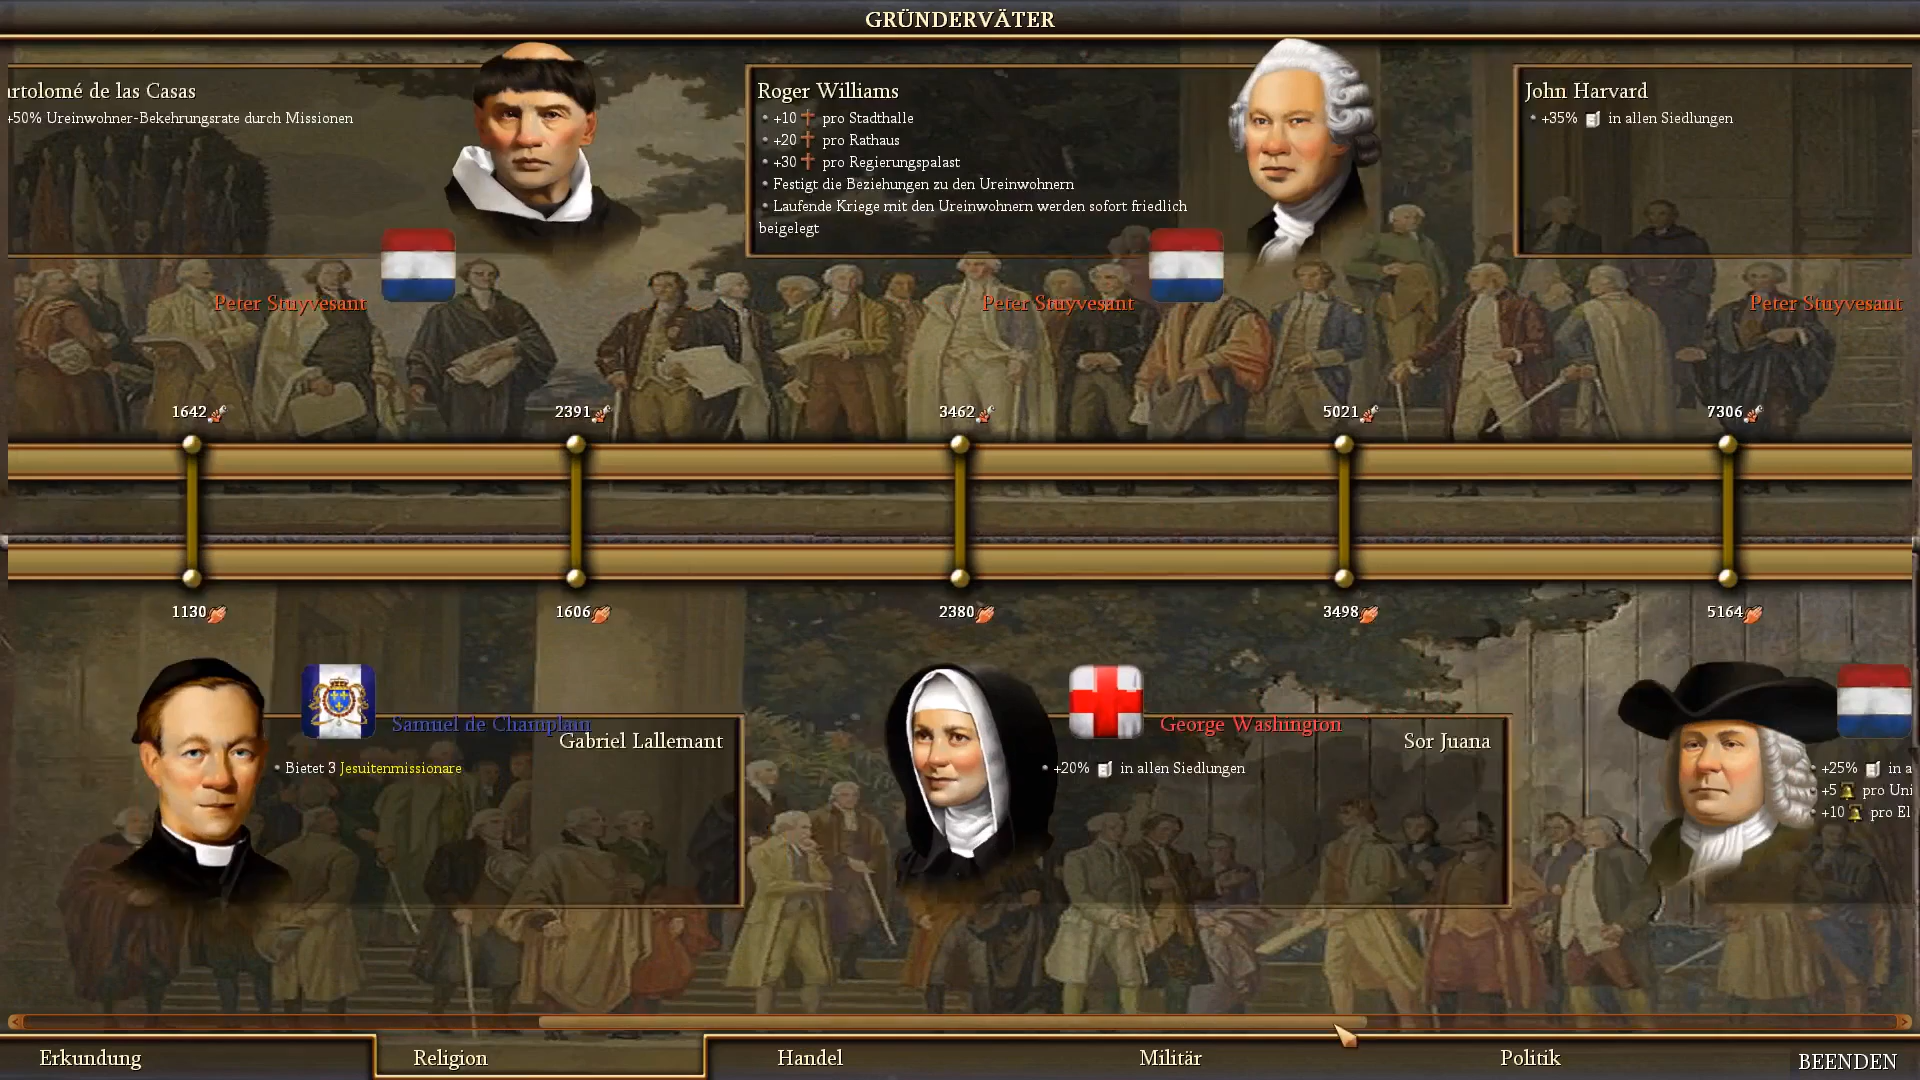 GRÜNDERVÄTER
rtolomé de las Casas
+50% Ureinwohner-Bekehrungsrate durch Missionen
Peter Stuyvesant
Roger Williams
• +10 pro Stadthalle
• +20 pro Rathaus
• +30 pro Regierungspalast
• Festigt die Beziehungen zu den Ureinwohnern
• Laufende Kriege mit den Ureinwohnern werden sofort friedlich
beigelegt
Peter Stuyvesant
John Harvard
• +35% in allen Siedlungen
Peter Stuyvesant
1642
2391
3462
5021
7306
1130
1606
2380
3498
5164
Samuel de Champlain
Gabriel Lallemant
• Bietet 3 Jesuitenmissionare
George Washington
Sor Juana
• +20% in allen Siedlungen
• +25% in a
• +5 pro Uni
• +10 pro El
Erkundung
Religion
Handel
Militär
Politik
BEENDEN